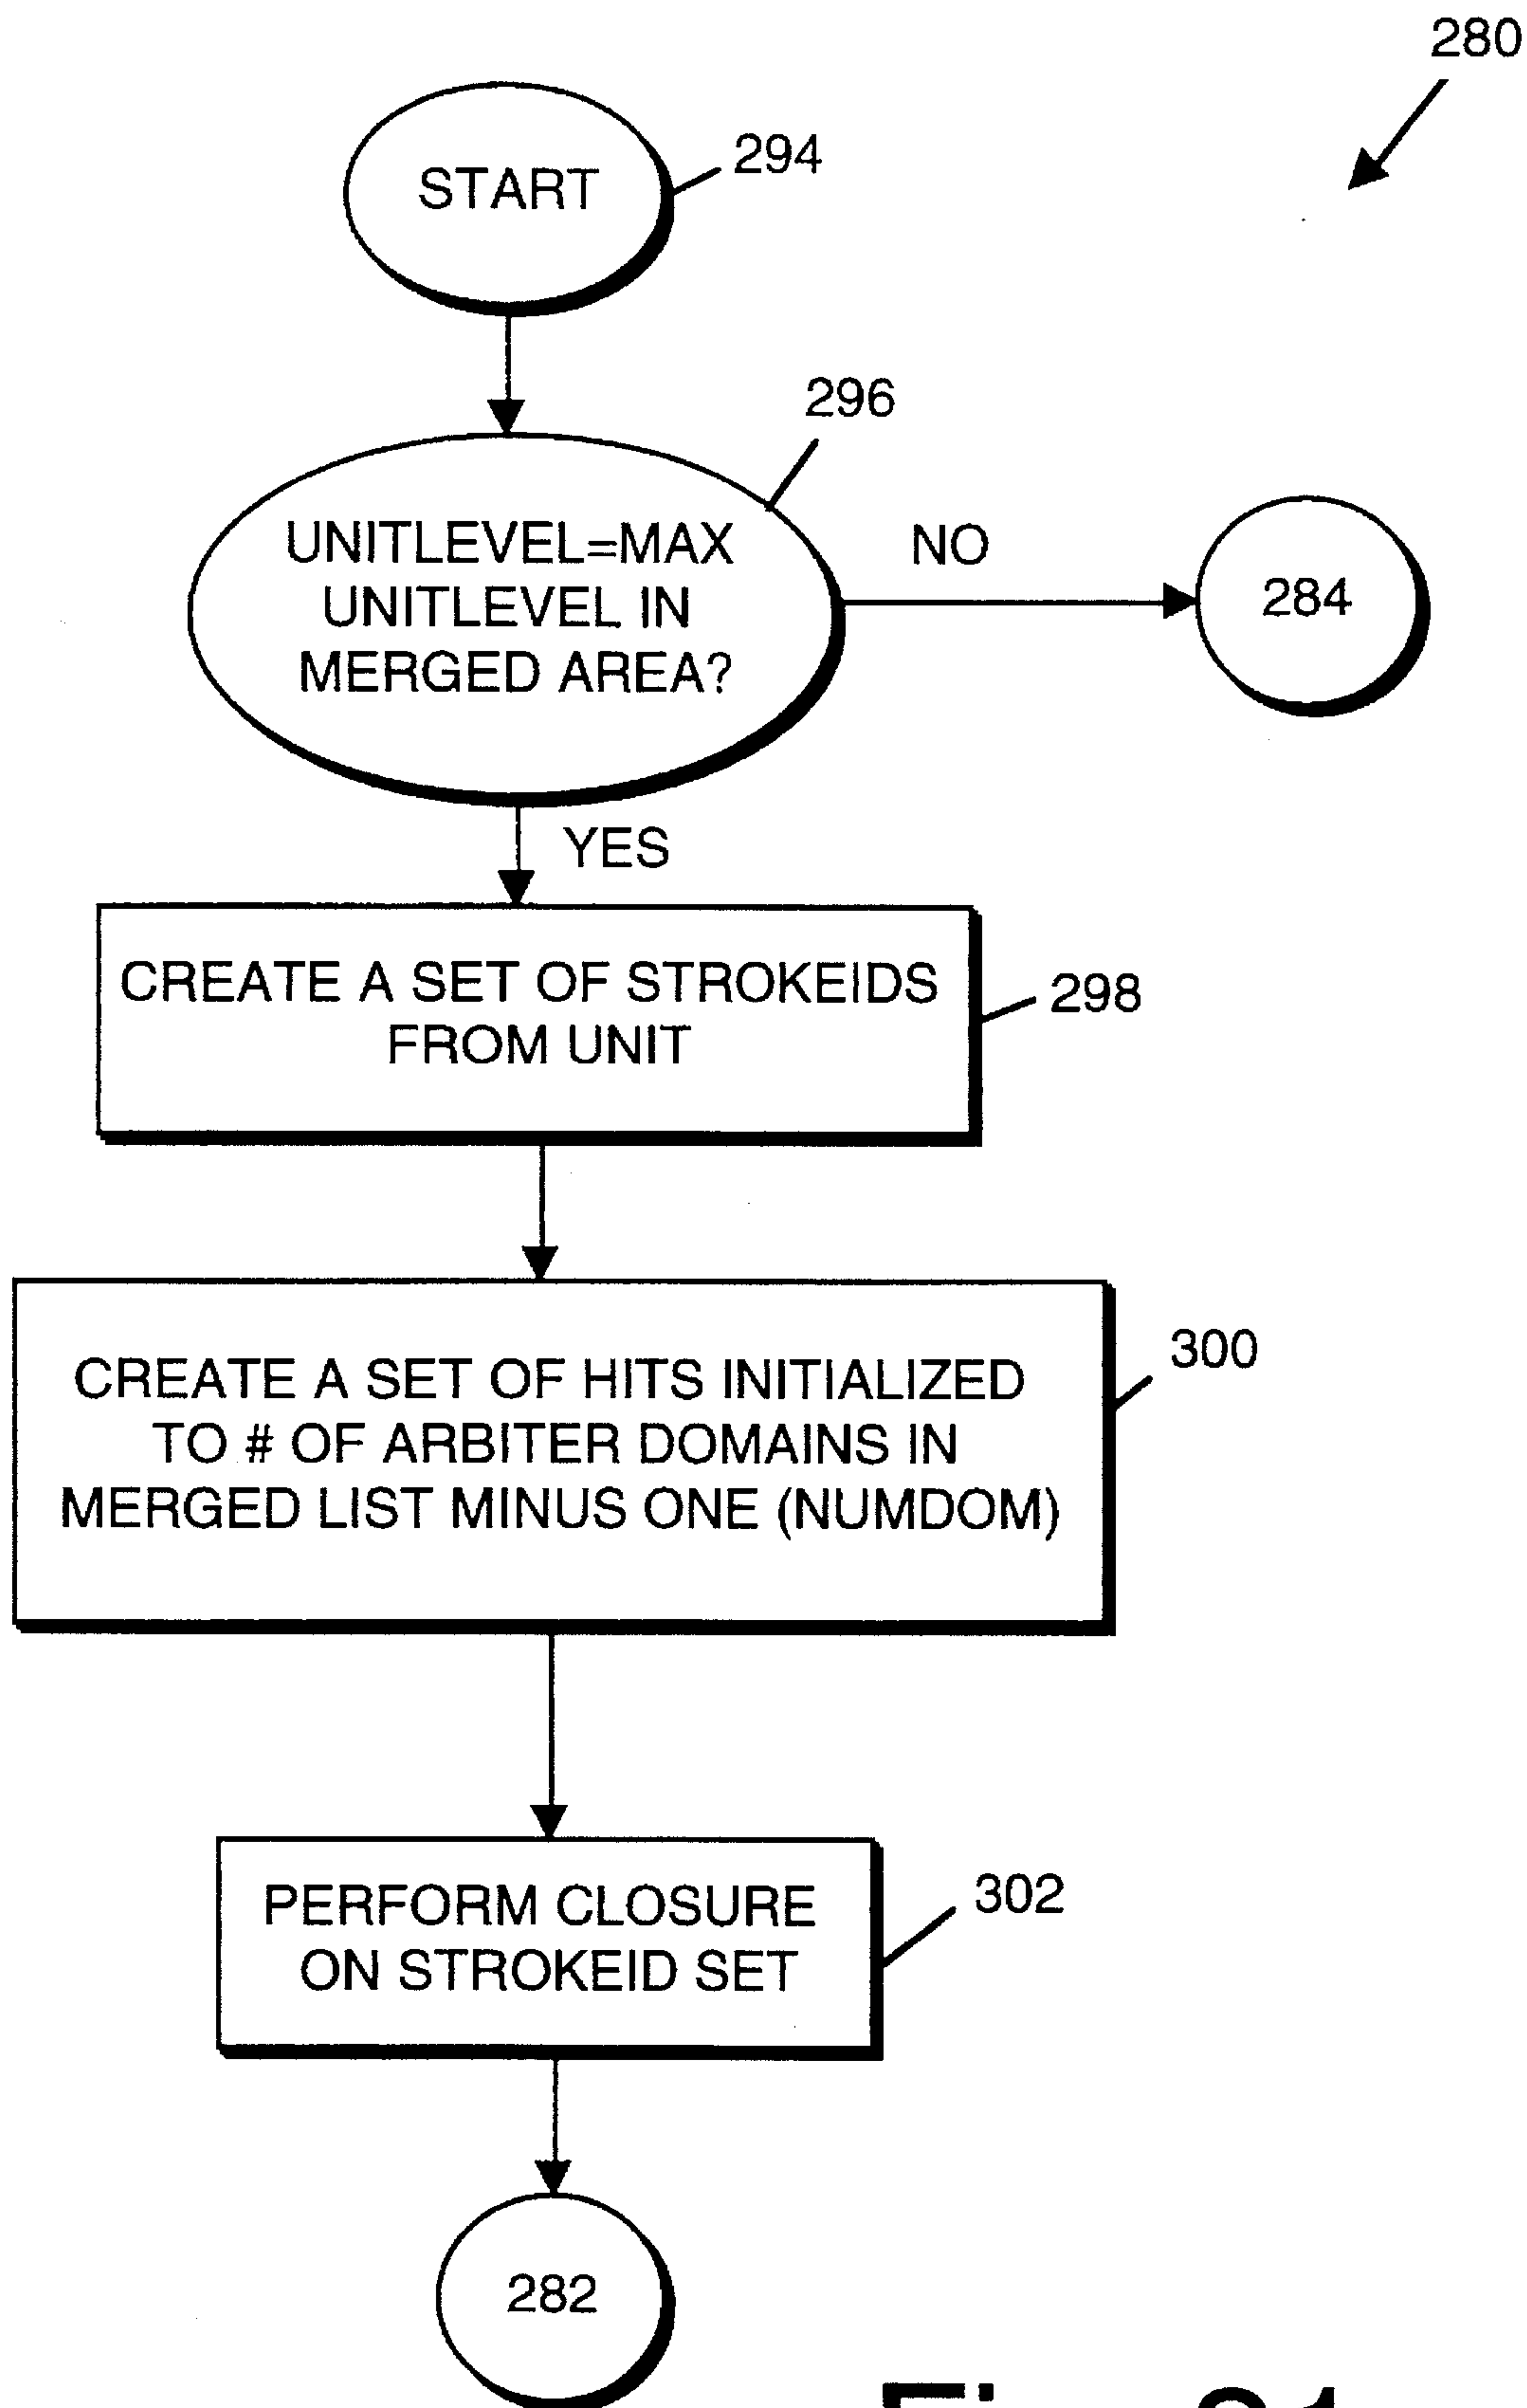 280
START
294
296
UNITLEVEL=MAX
UNITLEVEL IN
MERGED AREA?
NO
284
YES
CREATE A SET OF STROKEIDS
FROM UNIT
298
CREATE A SET OF HITS INITIALIZED
TO # OF ARBITER DOMAINS IN
MERGED LIST MINUS ONE (NUMDOM)
300
PERFORM CLOSURE
ON STROKEID SET
302
282